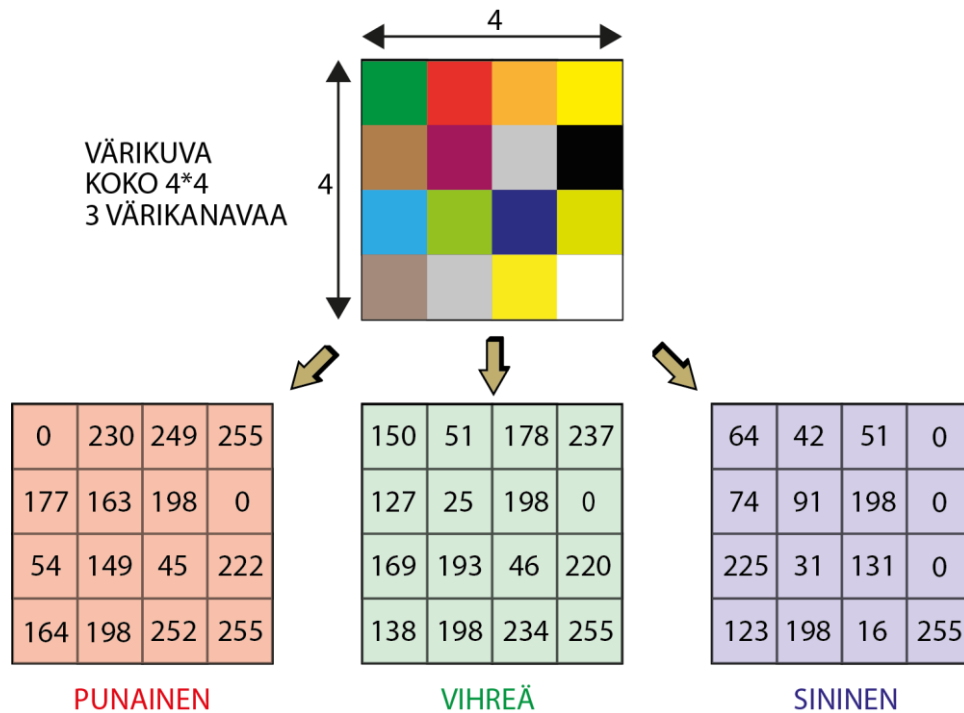 4
VÄRIKUVA
KOKO 4*4
3 VÄRIKANAVAA
4
0 230 249 255
177 163 198 0
54 149 45 222
164 198 252 255
PUNAINEN
150 51 178 237
127 25 198 0
169 193 46 220
138 198 234 255
VIHREÄ
64 42 51 0
74 91 198 0
225 31 131 0
123 198 16 255
SININEN